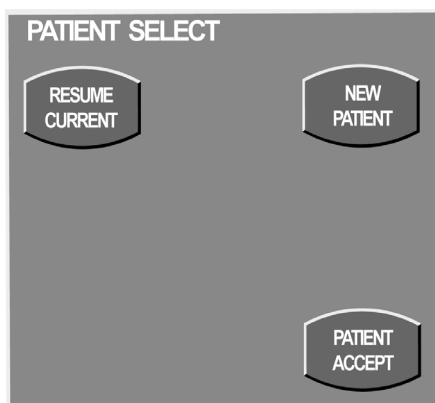 PATIENT SELECT
RESUME
CURRENT
NEW
PATIENT
PATIENT
ACCEPT